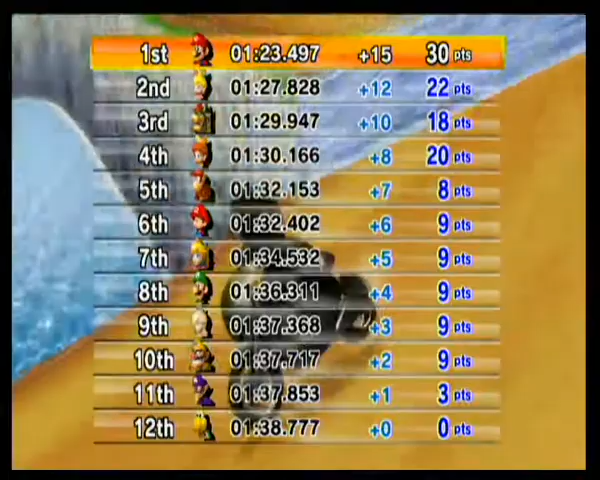 1st 01:23.497 +15 30 pts
2nd 01:27.828 +12 22 pts
3rd 01:29.947 +10 18 pts
4th 01:30.166 +8 20 pts
5th 01:32.153 +7 8 pts
6th 01:32.402 +6 9 pts
7th 01:34.532 +5 9 pts
8th 01:36.311 +4 9 pts
9th 01:37.368 +3 9 pts
10th 01:37.717 +2 9 pts
11th 01:37.853 +1 3 pts
12th 01:38.777 +0 0 pts